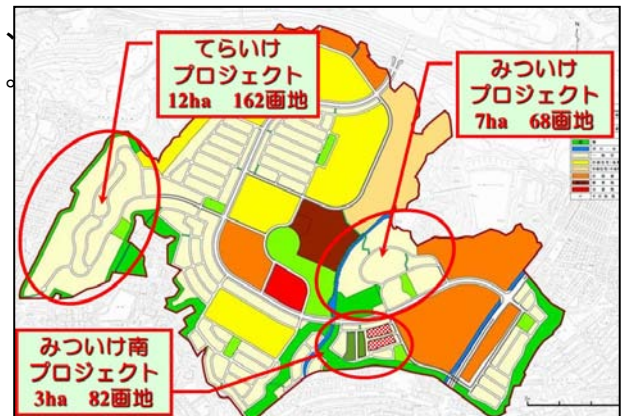 てらいけ
プロジェクト
12ha 162画地
みついけ
プロジェクト
7ha 68画地
みついけ南
プロジェクト
3ha 82画地